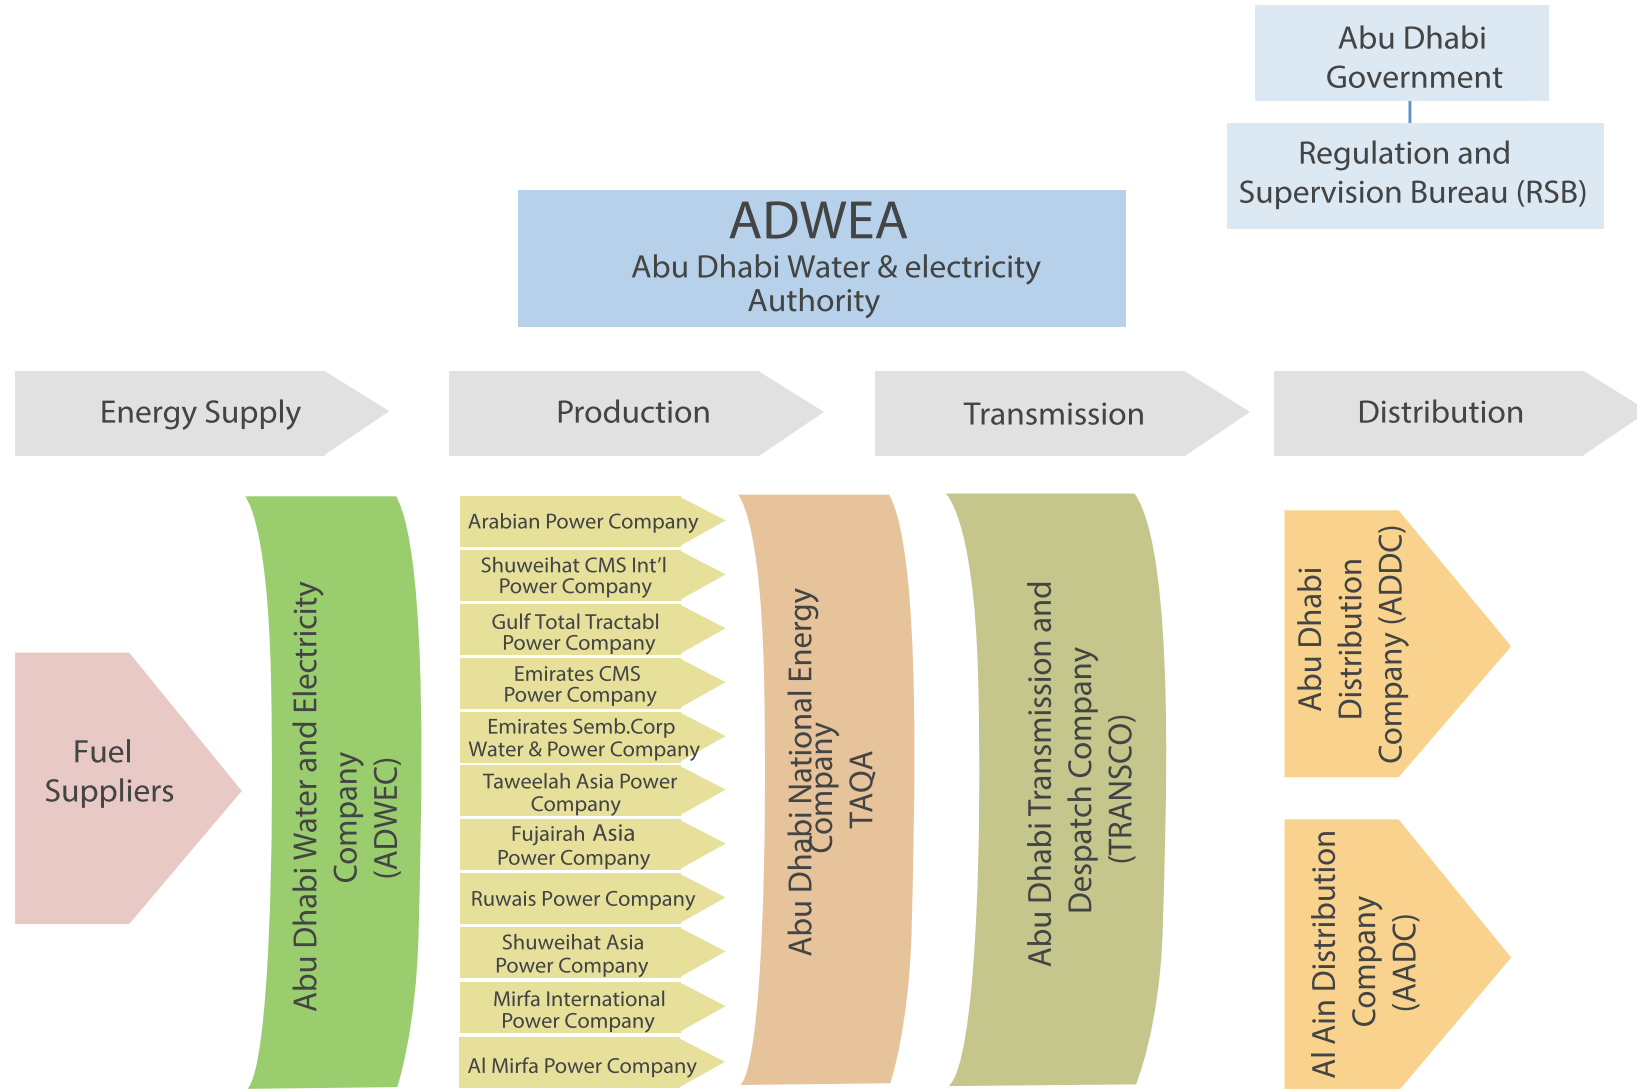 Abu Dhabi
Government
Regulation and
Supervision Bureau (RSB)
ADWEA
Abu Dhabi Water & electricity
Authority
Energy Supply
Production
Transmission
Distribution
Fuel
Suppliers
Abu Dhabi Water and Electricity
Company
(ADWEC)
Arabian Power Company
Shuweihat CMS Int’l
Power Company
Gulf Total Tractabl
Power Company
Emirates CMS
Power Company
Emirates Semb.Corp
Water & Power Company
Taweelah Asia Power
Company
Fujairah Asia
Power Company
Ruwais Power Company
Shuweihat Asia
Power Company
Mirfa International
Power Company
Al Mirfa Power Company
Abu Dhabi National Energy
Company
TAQA
Abu Dhabi Transmission and
Despatch Company
(TRANSCO)
Abu Dhabi
Distribution
Company (ADDC)
Al Ain Distribution
Company
(AADC)